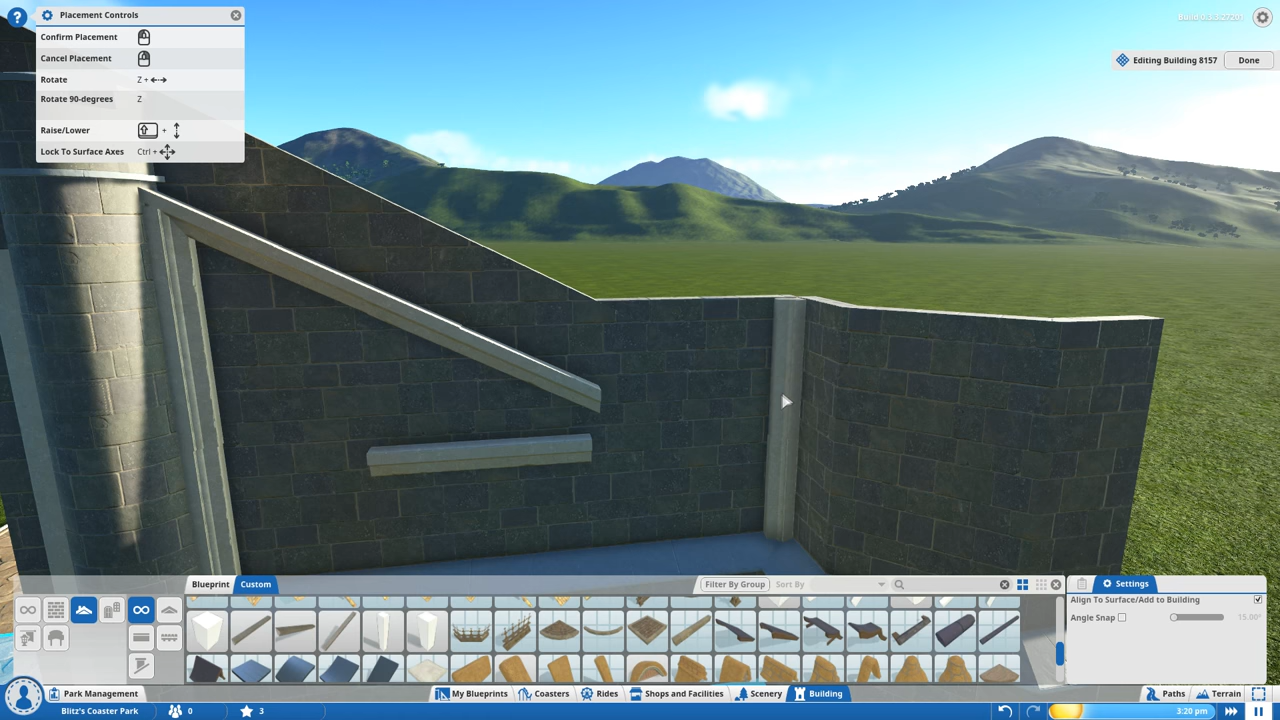 Placement Controls
Confirm Placement
Cancel Placement
Rotate Z +
Rotate 90-degrees Z
Raise/Lower +
Lock To Surface Axes Ctrl +
Editing Building 8157 Done
Blueprint Custom
Filter By Group Sort By
Settings
Align To Surface/Add to Building
Angle Snap 15.00°
Park Management My Blueprints Coasters Rides Shops and Facilities Scenery Building Paths Terrain
Blitz's Coaster Park 0 3 3:20 pm